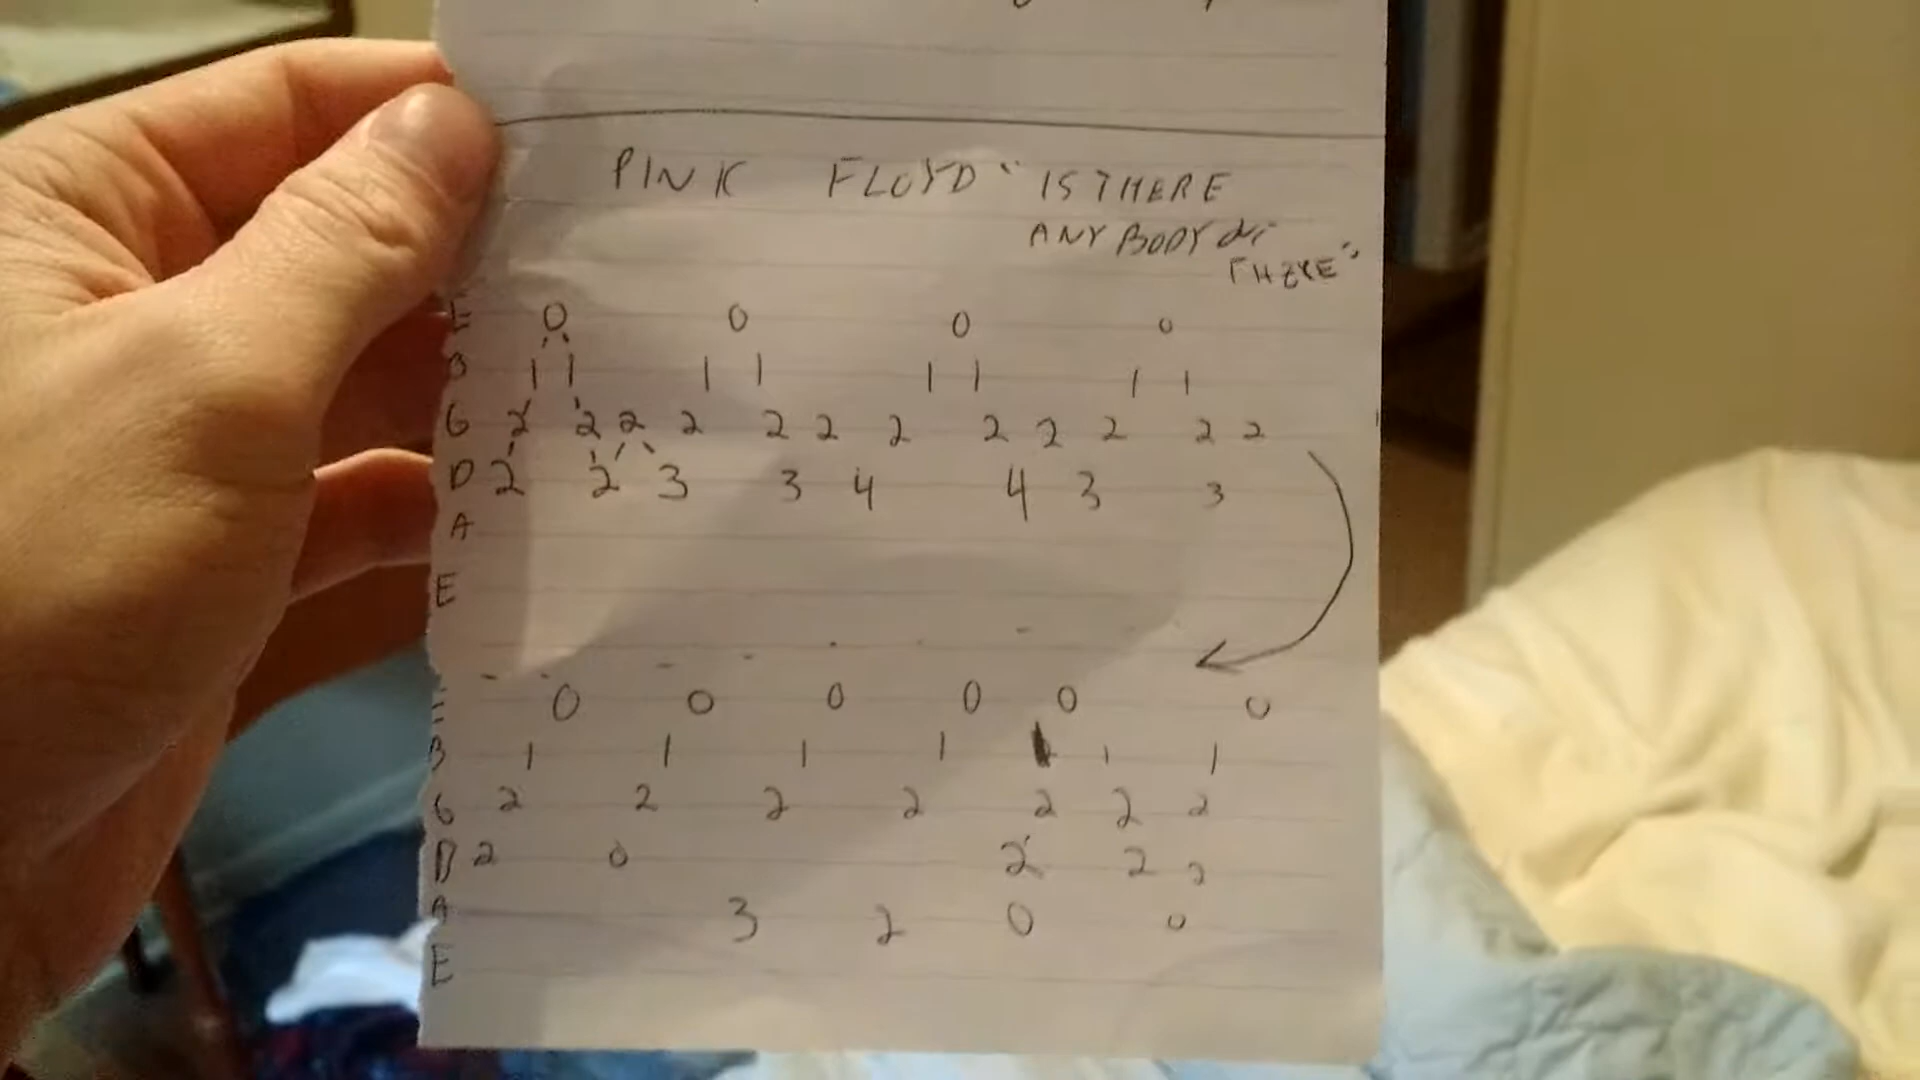 PINK FLOYD " IS THERE
ANY BODY
THERE"
E 0 0 0 0
B 1 1 1 1 1 1 1 1
G 2 2 2 2 2 2 2 2 2 2 2 2
D 2 2 3 3 4 4 3 3
A
E
0 0 0 0 0 0
B 1 1 1 1 1 1
G 2 2 2 2 2 2 2
D 2 0 2 2 2
A 3 2 0 0
E